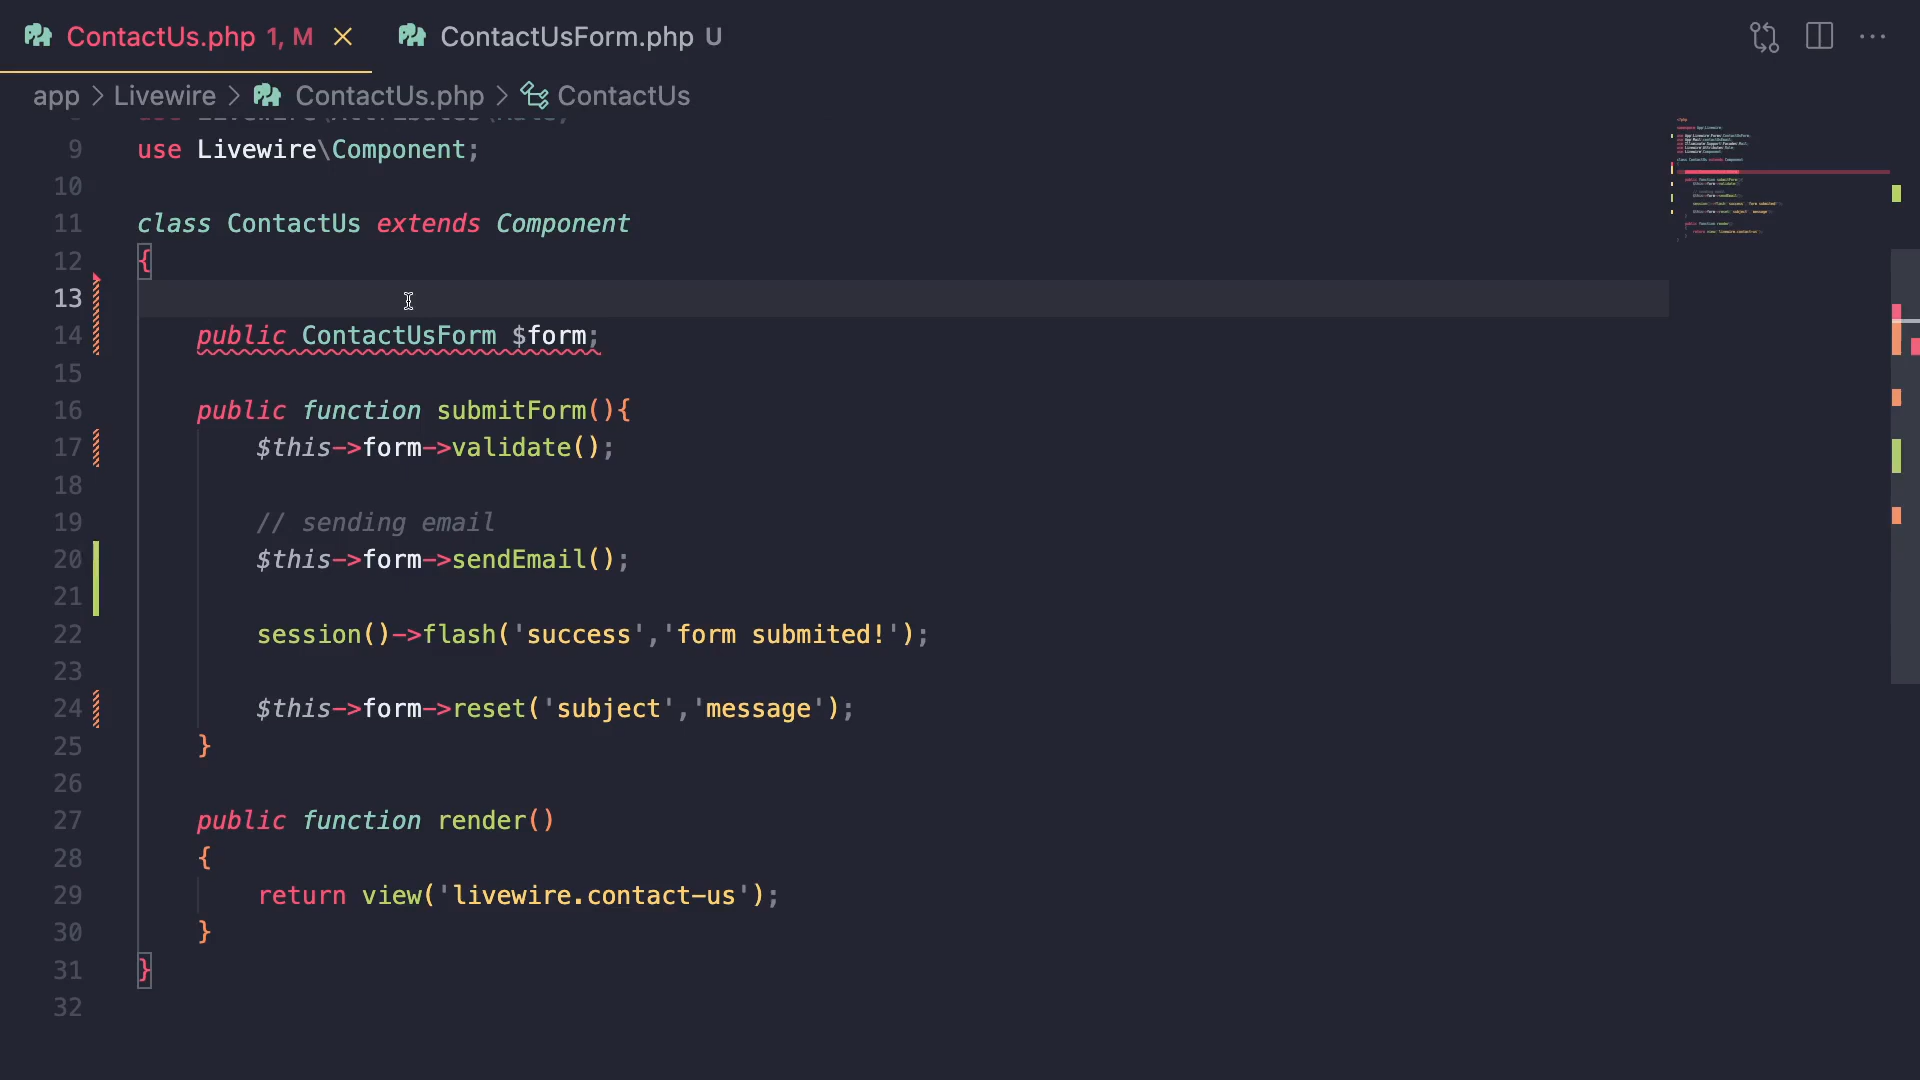 ContactUs.php 1, M
ContactUsForm.php U
app > Livewire > ContactUs.php > ContactUs
9 use Livewire\Component;
10
11 class ContactUs extends Component
12 {
13
14 public ContactUsForm $form;
15
16 public function submitForm(){
17 $this->form->validate();
18
19 // sending email
20 $this->form->sendEmail();
21
22 session()->flash('success','form submited!');
23
24 $this->form->reset('subject','message');
25 }
26
27 public function render()
28 {
29 return view('livewire.contact-us');
30 }
31 }
32